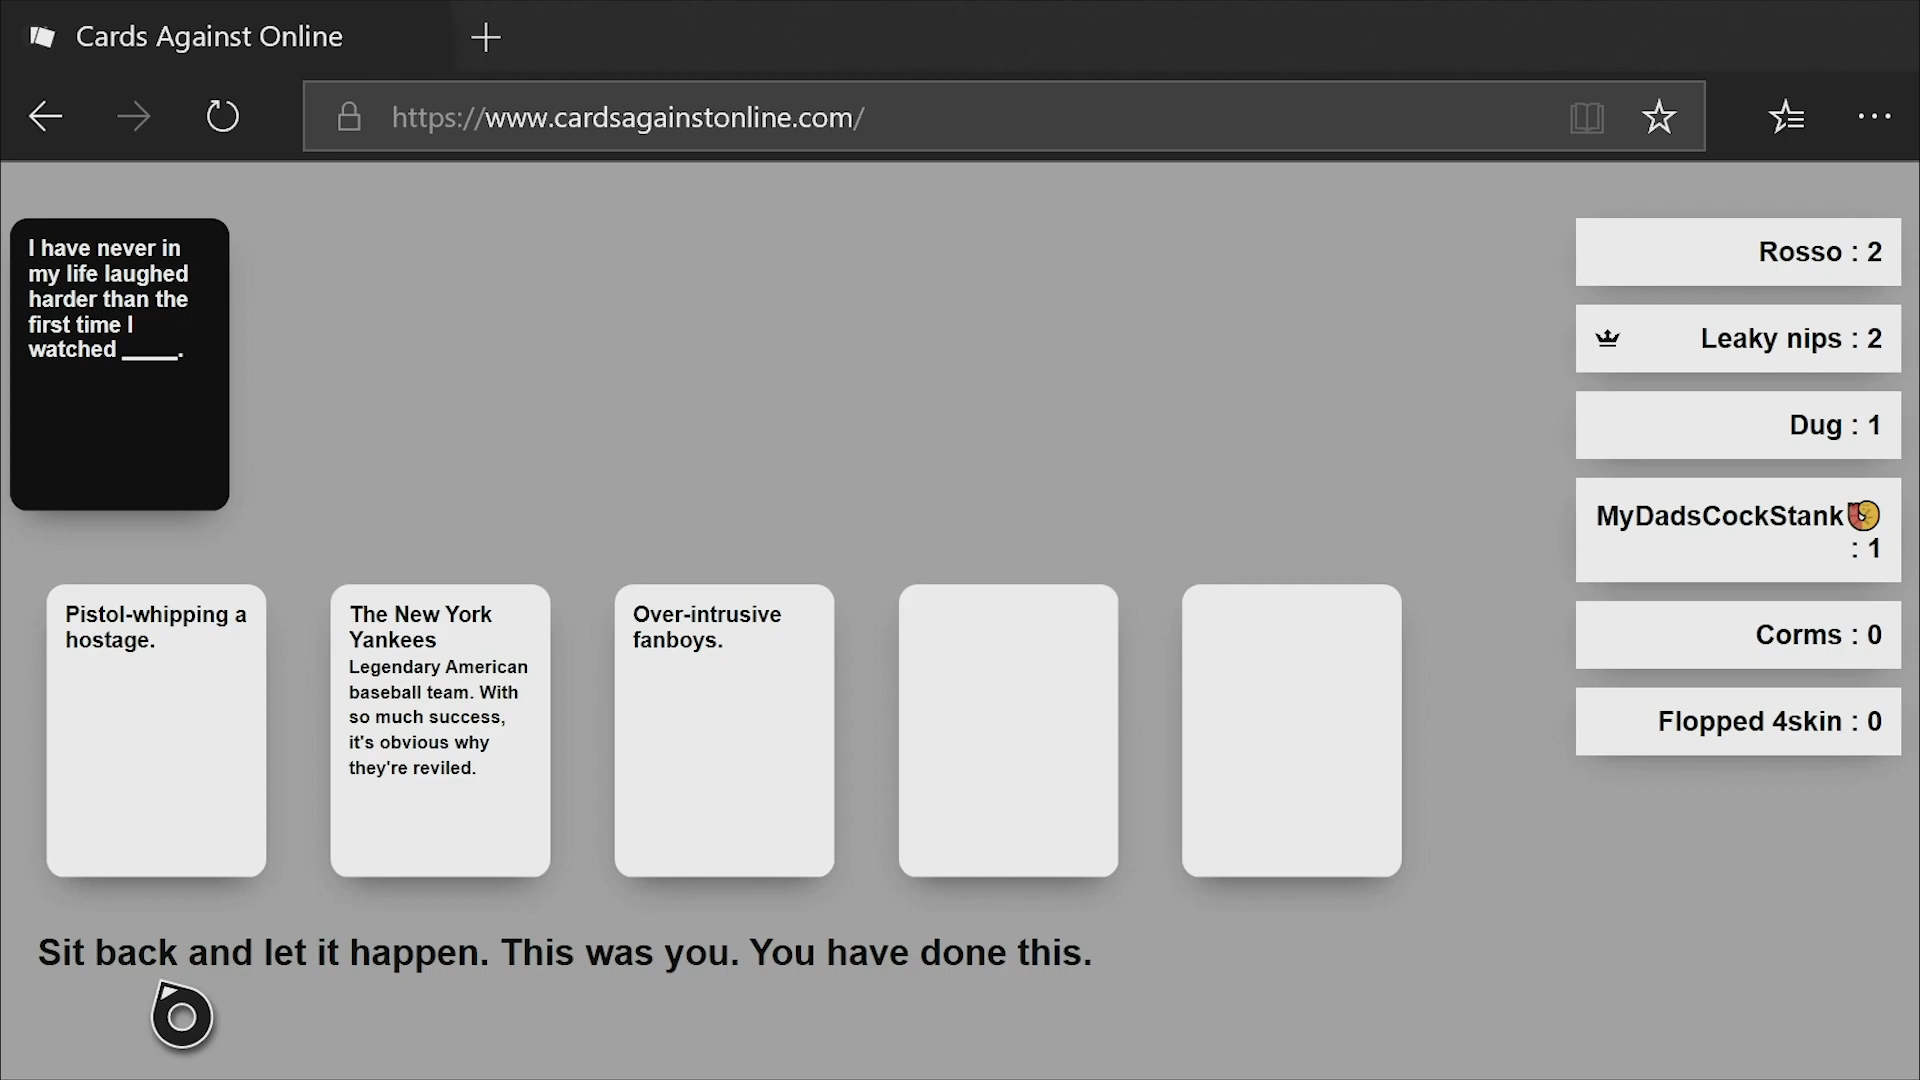 Cards Against Online
https://www.cardsagainstonline.com/
I have never in
my life laughed
harder than the
first time I
watched _____.
Rosso : 2
Leaky nips : 2
Dug : 1
MyDadsCockStank
: 1
Corms : 0
Flopped 4skin : 0
Pistol-whipping a
hostage.
The New York
Yankees
Legendary American
baseball team. With
so much success,
it's obvious why
they're reviled.
Over-intrusive
fanboys.
Sit back and let it happen. This was you. You have done this.